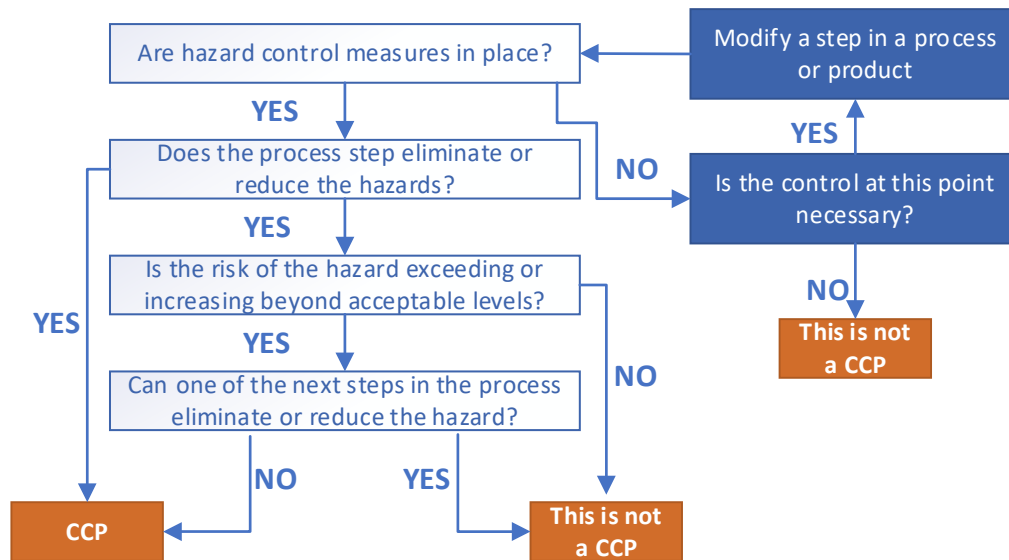 Are hazard control measures in place?
Modify a step in a process
or product
YES
YES
Does the process step eliminate or
reduce the hazards?
NO
Is the control at this point
necessary?
YES
Is the risk of the hazard exceeding or
increasing beyond acceptable levels?
NO
YES
This is not
a CCP
YES
NO
Can one of the next steps in the process
eliminate or reduce the hazard?
NO
YES
CCP
This is not
a CCP